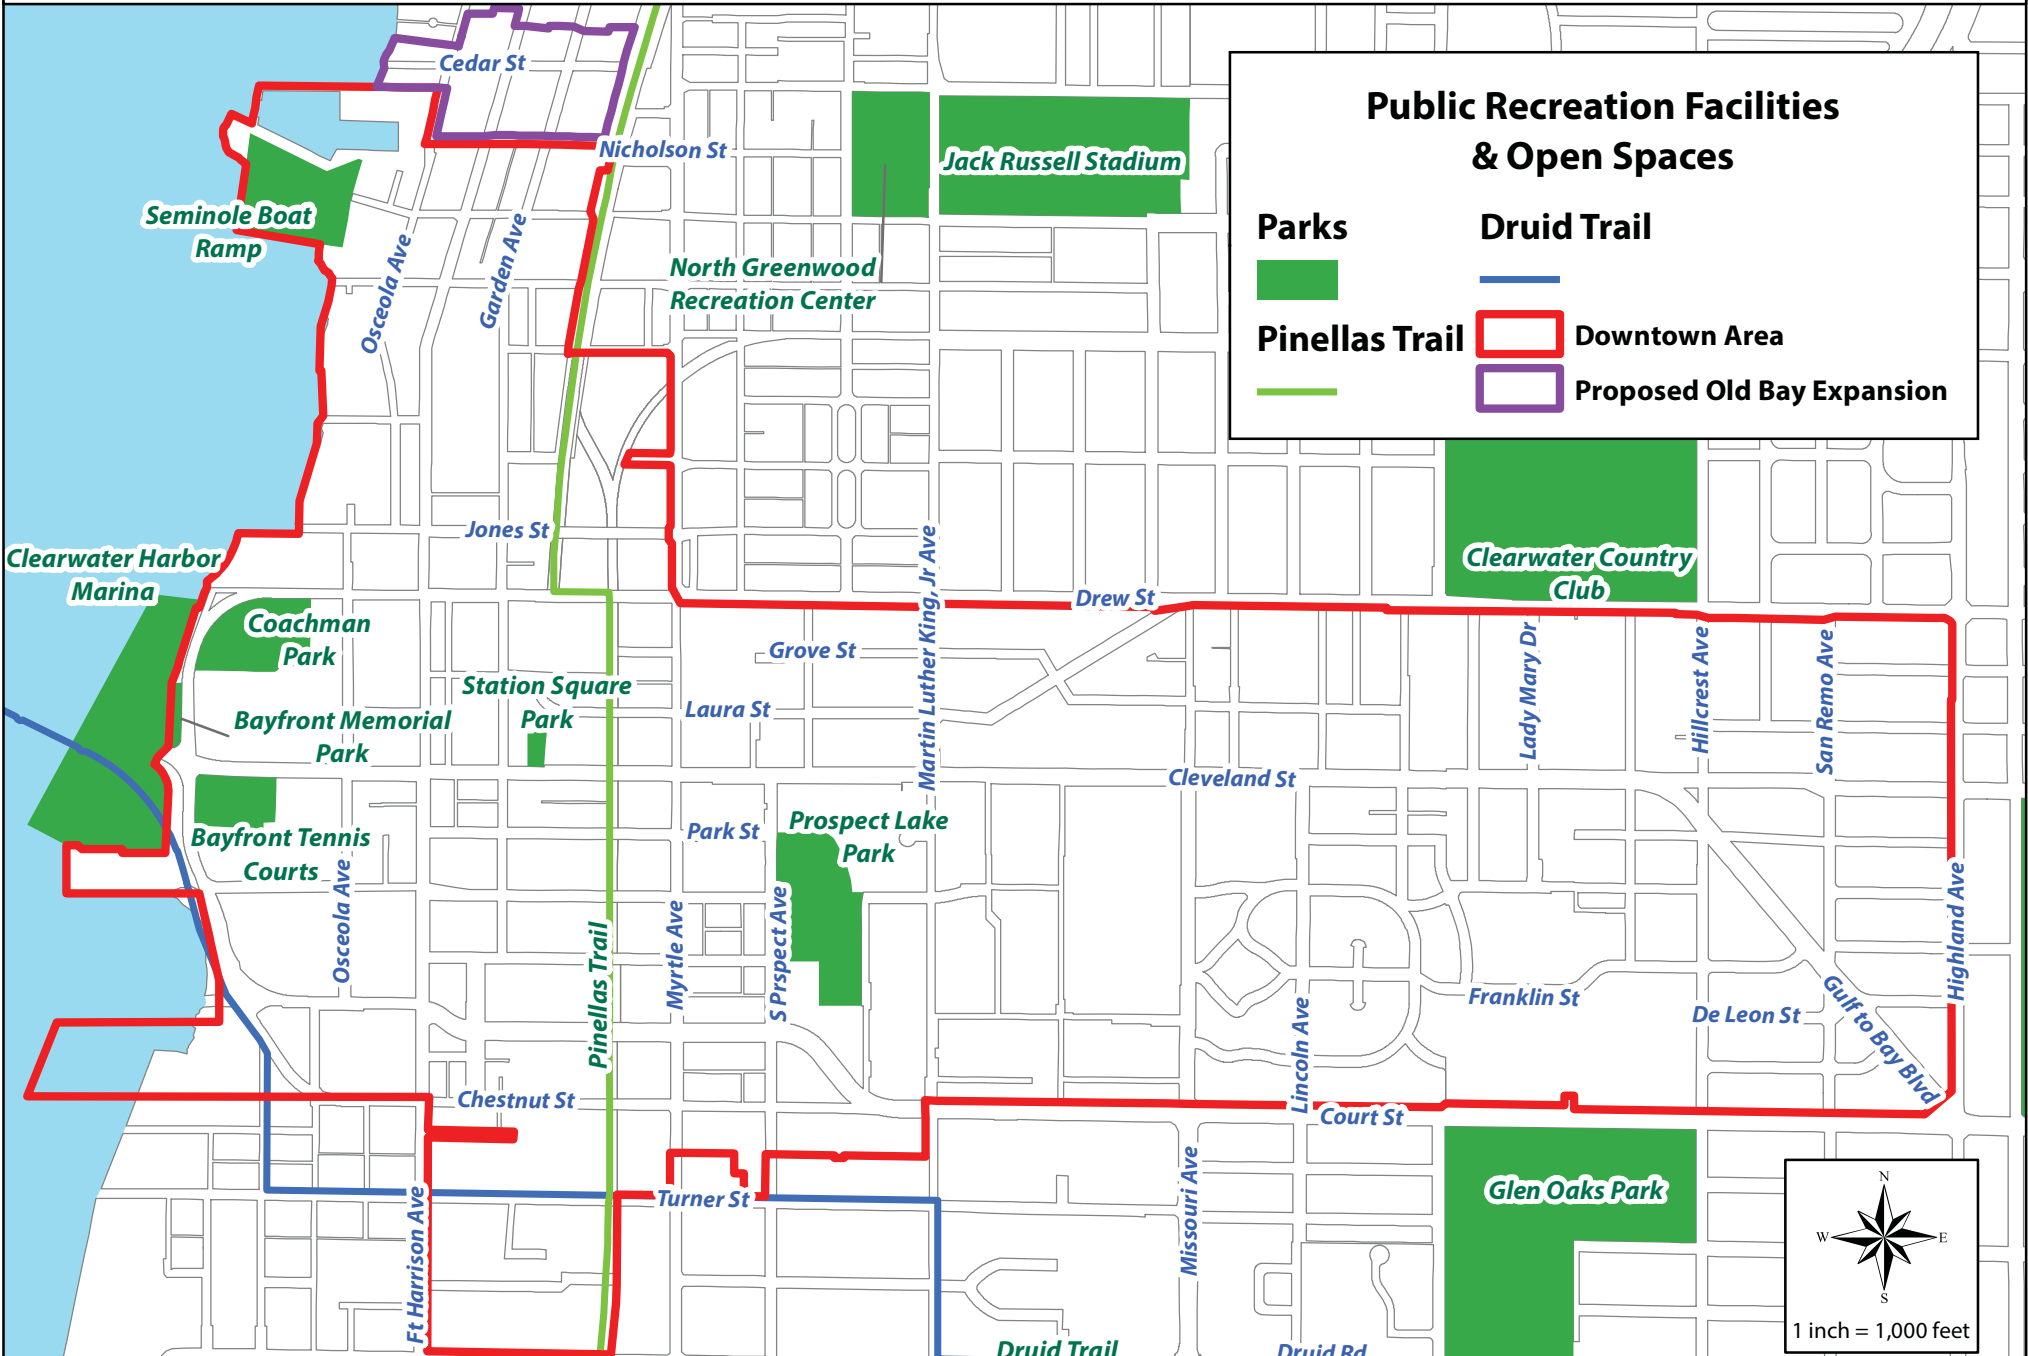 Cedar St
Public Recreation Facilities
& Open Spaces
Nicholson St
Jack Russell Stadium
Seminole Boat
Ramp
Osceola Ave
Garden Ave
North Greenwood
Recreation Center
Parks
Druid Trail
Pinellas Trail
Downtown Area
Proposed Old Bay Expansion
Jones St
Clearwater Harbor
Marina
Clearwater Country
Club
Martin Luther King, Jr Ave
Drew St
Coachman
Park
Grove St
Lady Mary Dr
Hillcrest Ave
San Remo Ave
Station Square
Park
Laura St
Bayfront Memorial
Park
Cleveland St
Bayfront Tennis
Courts
Park St
Prospect Lake
Park
Osceola Ave
Pinellas Trail
Myrtle Ave
S Prspect Ave
Highland Ave
Franklin St
De Leon St
Gulf to Bay Blvd
Lincoln Ave
Chestnut St
Court St
Turner St
Ft Harrison Ave
Missouri Ave
Glen Oaks Park
N
W
E
S
1 inch = 1,000 feet
Druid Trail
Druid Rd